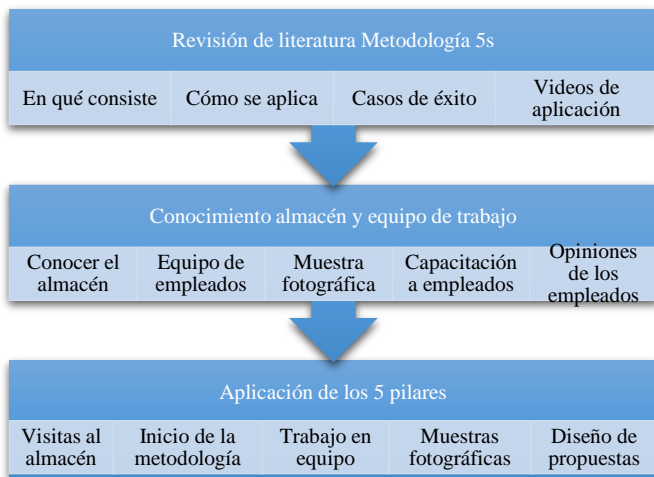 Revisión de literatura Metodología 5s
En qué consiste
Cómo se aplica
Casos de éxito
Videos de
aplicación
Conocimiento almacén y equipo de trabajo
Conocer el
almacén
Equipo de
empleados
Muestra
fotográfica
Capacitación
a empleados
Opiniones
de los
empleados
Aplicación de los 5 pilares
Visitas al
almacén
Inicio de la
metodología
Trabajo en
equipo
Muestras
fotográficas
Diseño de
propuestas